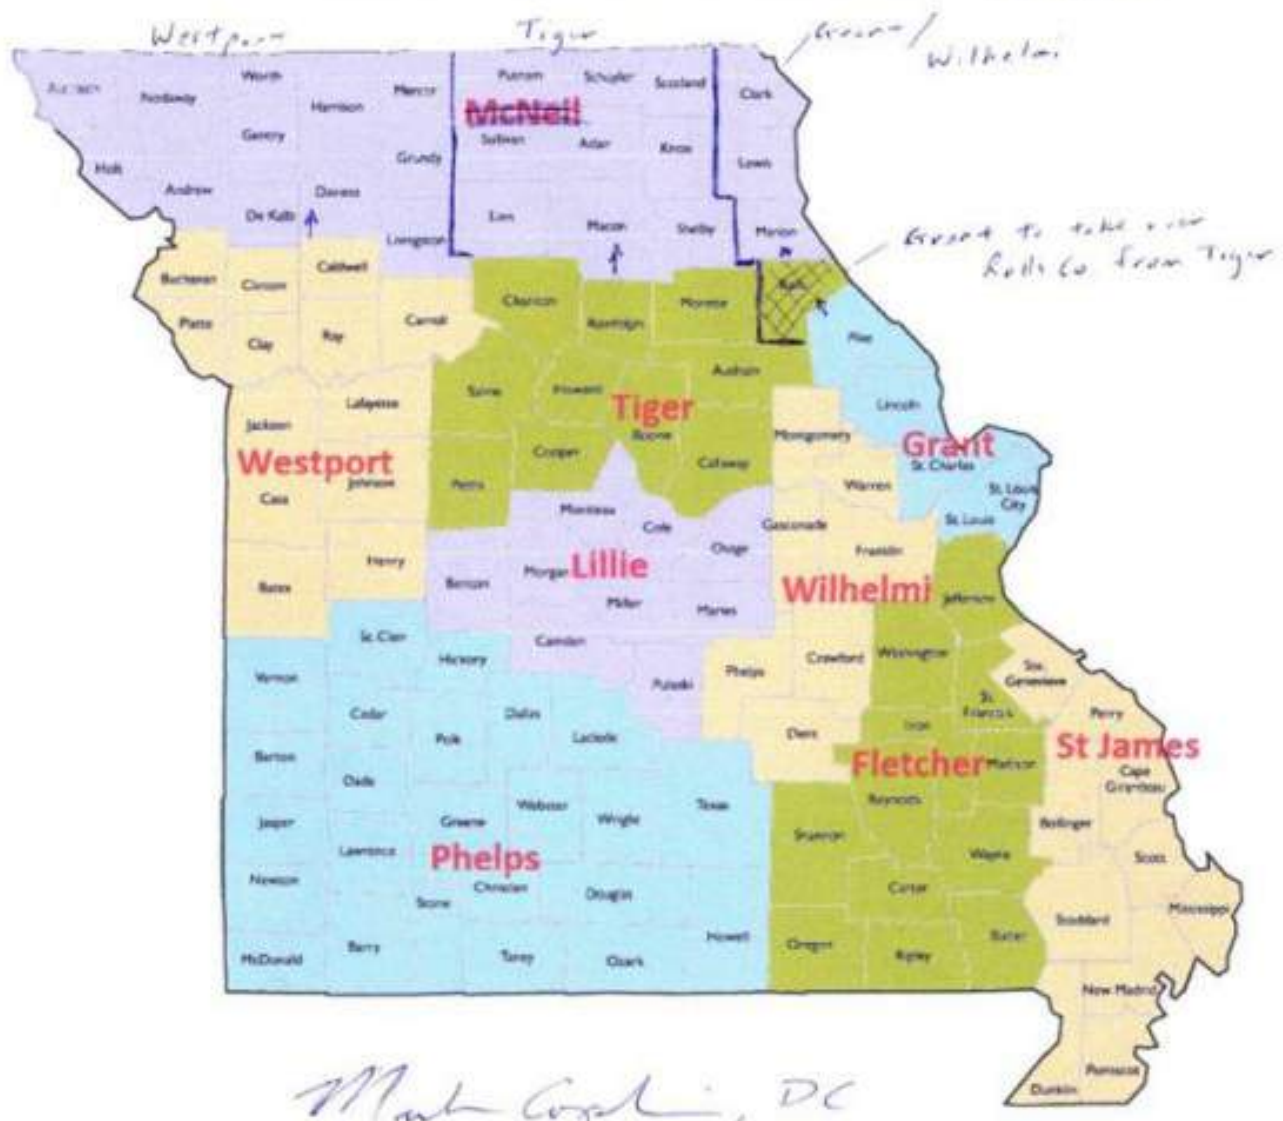 Westport Tiger Grant/
Wilhelmi
Worth Putnam Schuyler Scotland Clark
Nodaway Harrison Mercer
McNeil
Gentry Sullivan Adair Knox Lewis
Holt Grundy
Andrew De Kalb Daviess Linn Macon Shelby Marion
Livingston
Grant to take over
Ralls Co. from Tiger
Buchanan Clinton Caldwell Chariton Randolph Monroe Ralls
Platte Clay Ray Carroll Pike
Audrain
Jackson Lafayette Saline Howard Lincoln
Tiger
Boone Montgomery
Grant
Westport
Johnson Pettis Cooper Callaway Warren St. Charles
Cass St. Louis
City
Moniteau Cole Gasconade St. Louis
Bates Henry Benton Morgan Osage Franklin
Lillie
Wilhelmi
Miller Maries Jefferson
St. Clair Hickory Camden Pulaski Phelps Crawford Washington Ste.
Genevieve
Vernon Cedar Polk Dallas Laclede Dent Iron St.
Francois Perry
St James
Fletcher
Madison Cape
Girardeau
Barton Dade Greene Webster Wright Texas Reynolds Bollinger
Jasper Lawrence Shannon Wayne Scott
Phelps
Newton Stone Christian Douglas Carter Stoddard Mississippi
McDonald Barry Taney Ozark Howell Oregon Ripley Butler
New Madrid
Dunklin Pemiscot
DC